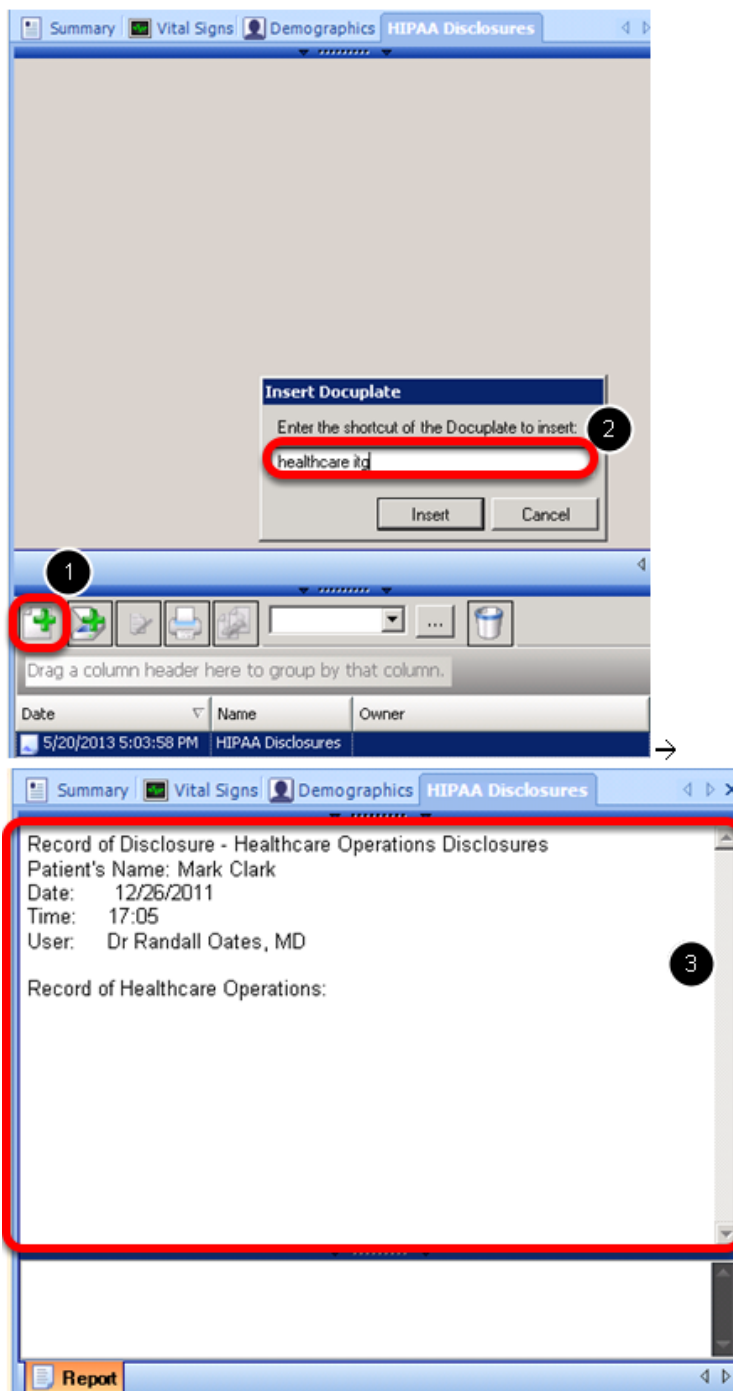 Summary Vital Signs Demographics HIPAA Disclosures
Insert Docuplate
Enter the shortcut of the Docuplate to insert:
2
healthcare itg
Insert Cancel
1
...
Drag a column header here to group by that column.
Date Name Owner
5/20/2013 5:03:58 PM HIPAA Disclosures
→
Summary Vital Signs Demographics HIPAA Disclosures
Record of Disclosure - Healthcare Operations Disclosures
Patient's Name: Mark Clark
Date: 12/26/2011
Time: 17:05
User: Dr Randall Oates, MD
3
Record of Healthcare Operations:
Report